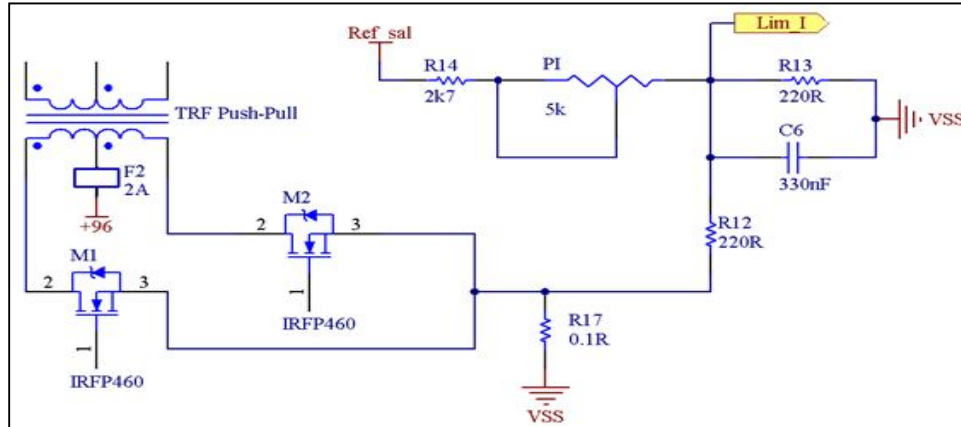 Lim_I
Ref_sal
R14
2k7
PI
5k
R13
220R
VSS
C6
330nF
TRF Push-Pull
F2
2A
+96
M2
2
3
1
IRFP460
R12
220R
M1
2
3
1
IRFP460
R17
0.1R
VSS